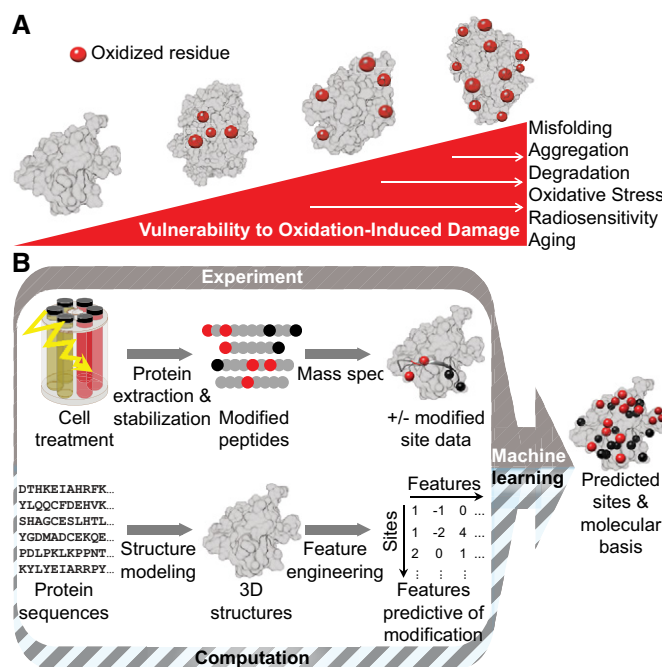 A
Oxidized residue
Misfolding
Aggregation
Degradation
Oxidative Stress
Radiosensitivity
Aging
Vulnerability to Oxidation-Induced Damage
B
Experiment
Cell
treatment
Protein
extraction &
stabilization
Modified
peptides
Mass spec
+/- modified
site data
Machine
learning
Predicted
sites &
molecular
basis
DTHKEIAHRFK...
YLQQCFDEHVK...
SHAGCESLHTL...
YGDMADCEKQE...
PDLPKLKPPNT...
KYLYEIARRPY...
Protein
sequences
Structure
modeling
3D
structures
Feature
engineering
Features
Sites
1 -1 0 ...
1 -2 4 ...
2 0 1 ...
⋮ ⋮ ⋮
Features
predictive of
modification
Computation